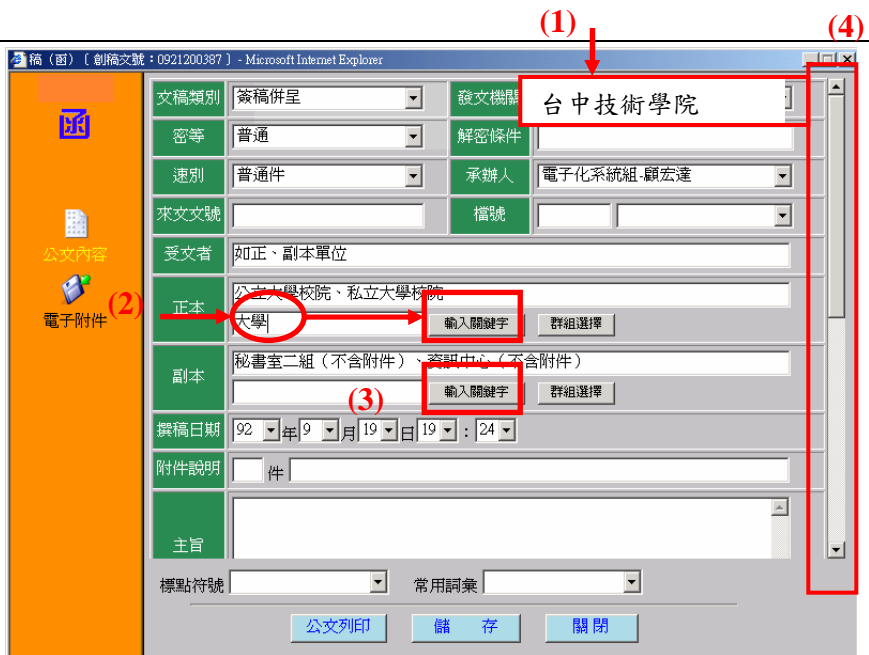 (1)
(4)
稿（函）〔創稿文號：0921200387〕 - Microsoft Internet Explorer
函
公文內容
電子附件
(2)
文稿類別 簽稿併呈 發文機關 台中技術學院
密等 普通 解密條件
速別 普通件 承辦人 電子化系統組-顧宏達
來文文號 檔號
受文者 如正、副本單位
正本 公立大學校院、私立大學校院
大學 輸入關鍵字 群組選擇
副本 秘書室二組（不含附件）、資訊中心（不含附件）
輸入關鍵字 群組選擇
(3)
撰稿日期 92 年 9 月 19 日 19 : 24
附件說明 件
主旨
標點符號 常用詞彙
公文列印 儲 存 關閉